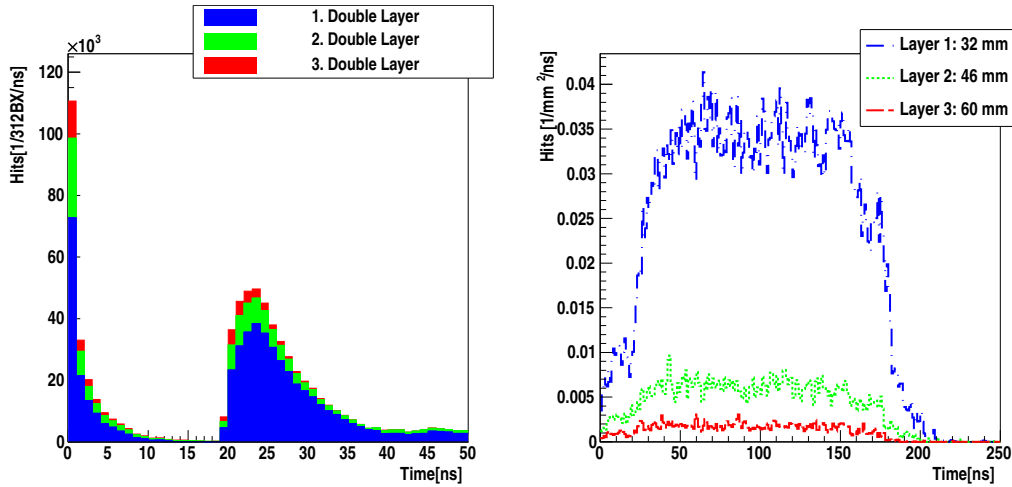 1. Double Layer
2. Double Layer
3. Double Layer
×10³
Hits[1/312BX/ns]
120
100
80
60
40
20
0
0 5 10 15 20 25 30 35 40 45 50
Time[ns]
Layer 1: 32 mm
Layer 2: 46 mm
Layer 3: 60 mm
Hits [1/mm ²/ns]
0.04
0.035
0.03
0.025
0.02
0.015
0.01
0.005
0
0 50 100 150 200 250
Time[ns]